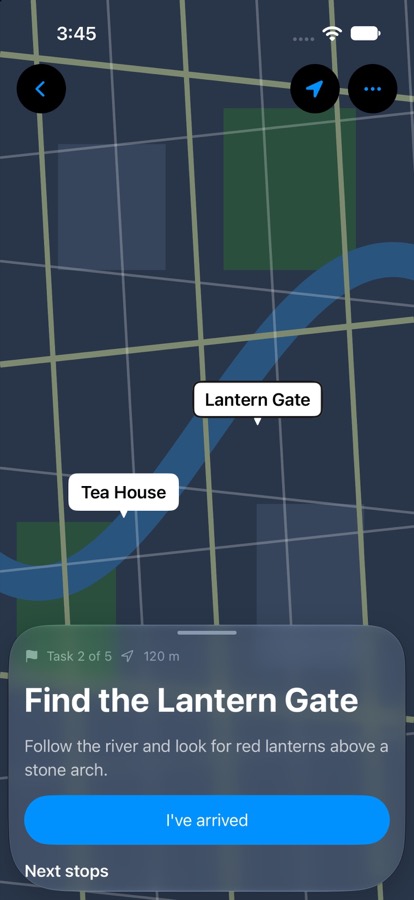 3:45
Lantern Gate
Tea House
Task 2 of 5 120 m
Find the Lantern Gate
Follow the river and look for red lanterns above a
stone arch.
I've arrived
Next stops